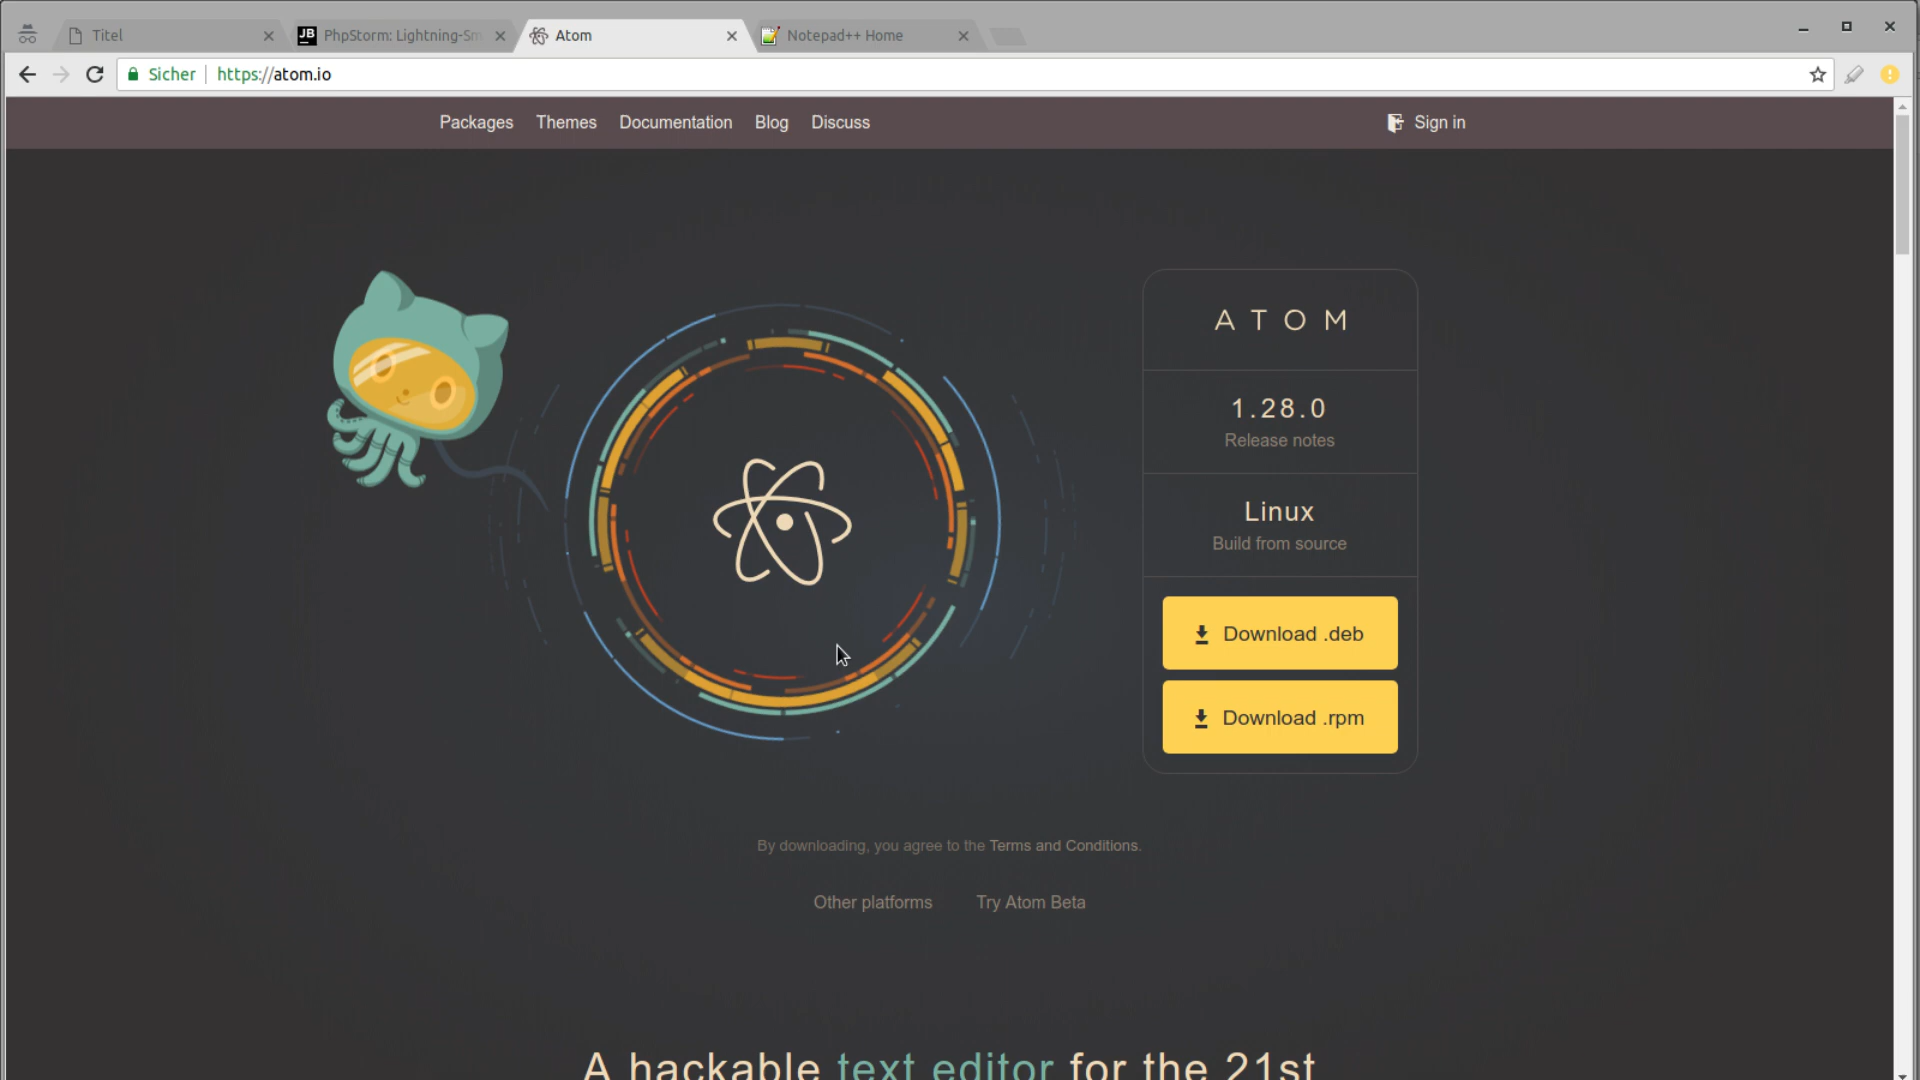 Titel
PhpStorm: Lightning-Sm
Atom
Notepad++ Home
Sicher
https://atom.io
Packages
Themes
Documentation
Blog
Discuss
Sign in
ATOM
1.28.0
Release notes
Linux
Build from source
Download .deb
Download .rpm
By downloading, you agree to the Terms and Conditions.
Other platforms
Try Atom Beta
A hackable text editor for the 21st